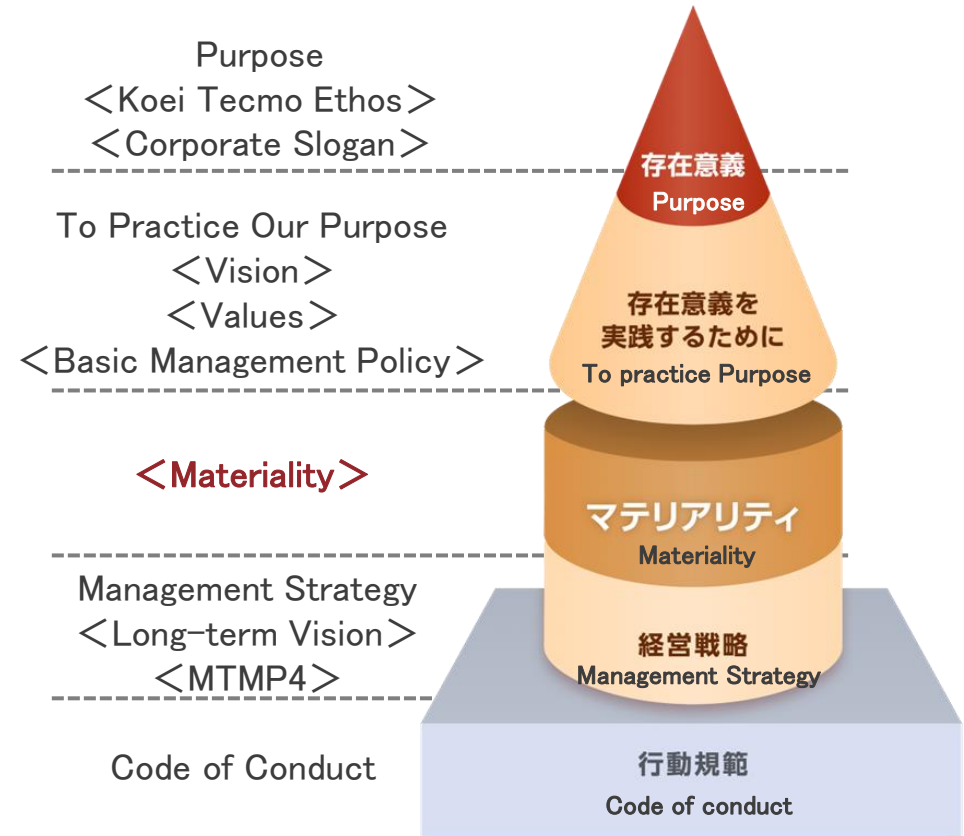 Purpose
＜Koei Tecmo Ethos＞
＜Corporate Slogan＞
存在意義
Purpose
To Practice Our Purpose
＜Vision＞
＜Values＞
＜Basic Management Policy＞
存在意義を
実践するために
To practice Purpose
＜Materiality＞
マテリアリティ
Materiality
Management Strategy
＜Long-term Vision＞
＜MTMP4＞
経営戦略
Management Strategy
Code of Conduct
行動規範
Code of conduct